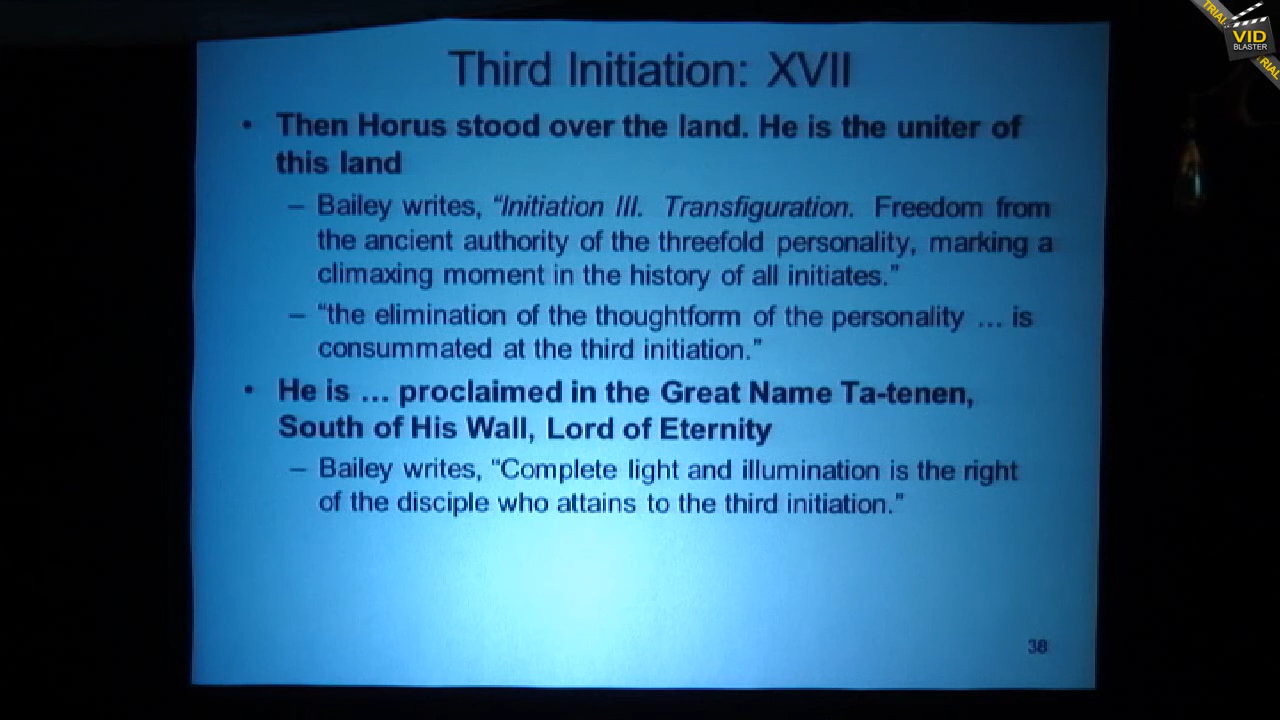 Third Initiation: XVII
• Then Horus stood over the land. He is the uniter of
this land
– Bailey writes, “Initiation III. Transfiguration. Freedom from
the ancient authority of the threefold personality, marking a
climaxing moment in the history of all initiates.”
– “the elimination of the thoughtform of the personality … is
consummated at the third initiation.”
• He is … proclaimed in the Great Name Ta-tenen,
South of His Wall, Lord of Eternity
– Bailey writes, “Complete light and illumination is the right
of the disciple who attains to the third initiation.”
38
TRIAL
VID
BLASTER
TRIAL